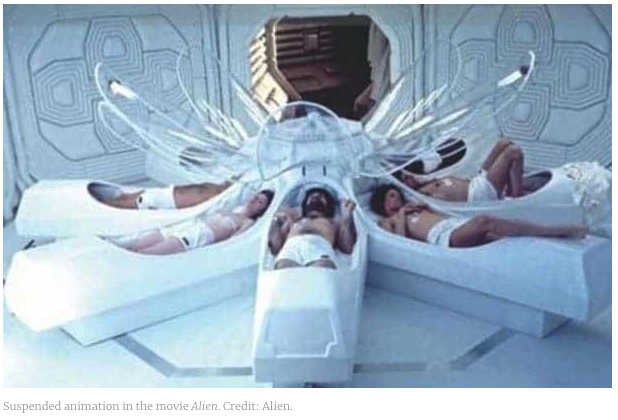 Suspended animation in the movie Alien. Credit: Alien.